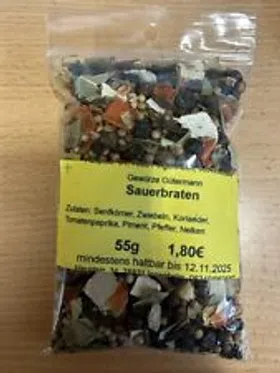 Gewürze Gütermann
Sauerbraten
Zutaten: Senfkörner, Zwiebeln, Koriander,
Tomatenpaprika, Piment, Pfeffer, Nelken
55g 1,80€
mindestens haltbar bis 12.11.2025